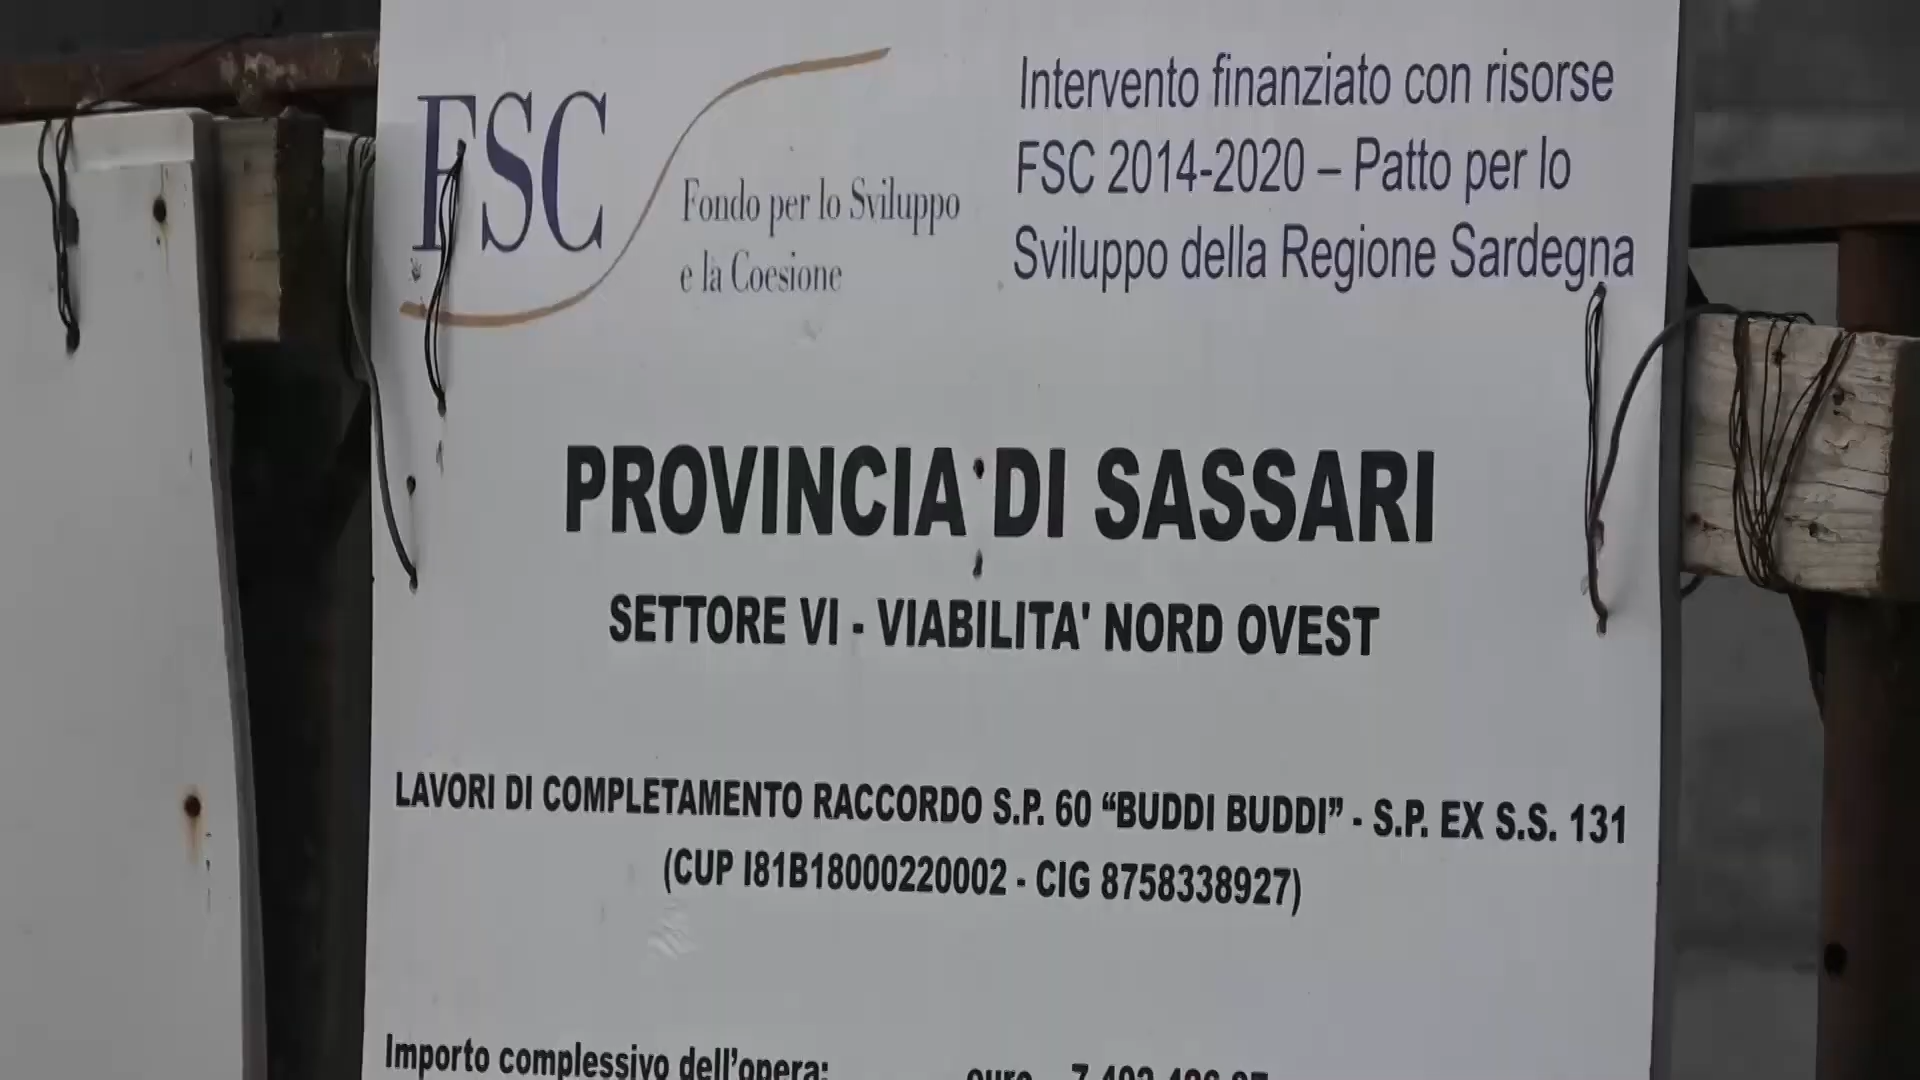 FSC
Fondo per lo Sviluppo
e la Coesione
Intervento finanziato con risorse
FSC 2014-2020 – Patto per lo
Sviluppo della Regione Sardegna
PROVINCIA DI SASSARI
SETTORE VI - VIABILITA' NORD OVEST
LAVORI DI COMPLETAMENTO RACCORDO S.P. 60 “BUDDI BUDDI” - S.P. EX S.S. 131
(CUP I81B18000220002 - CIG 8758338927)
Importo complessivo dell’opera: euro